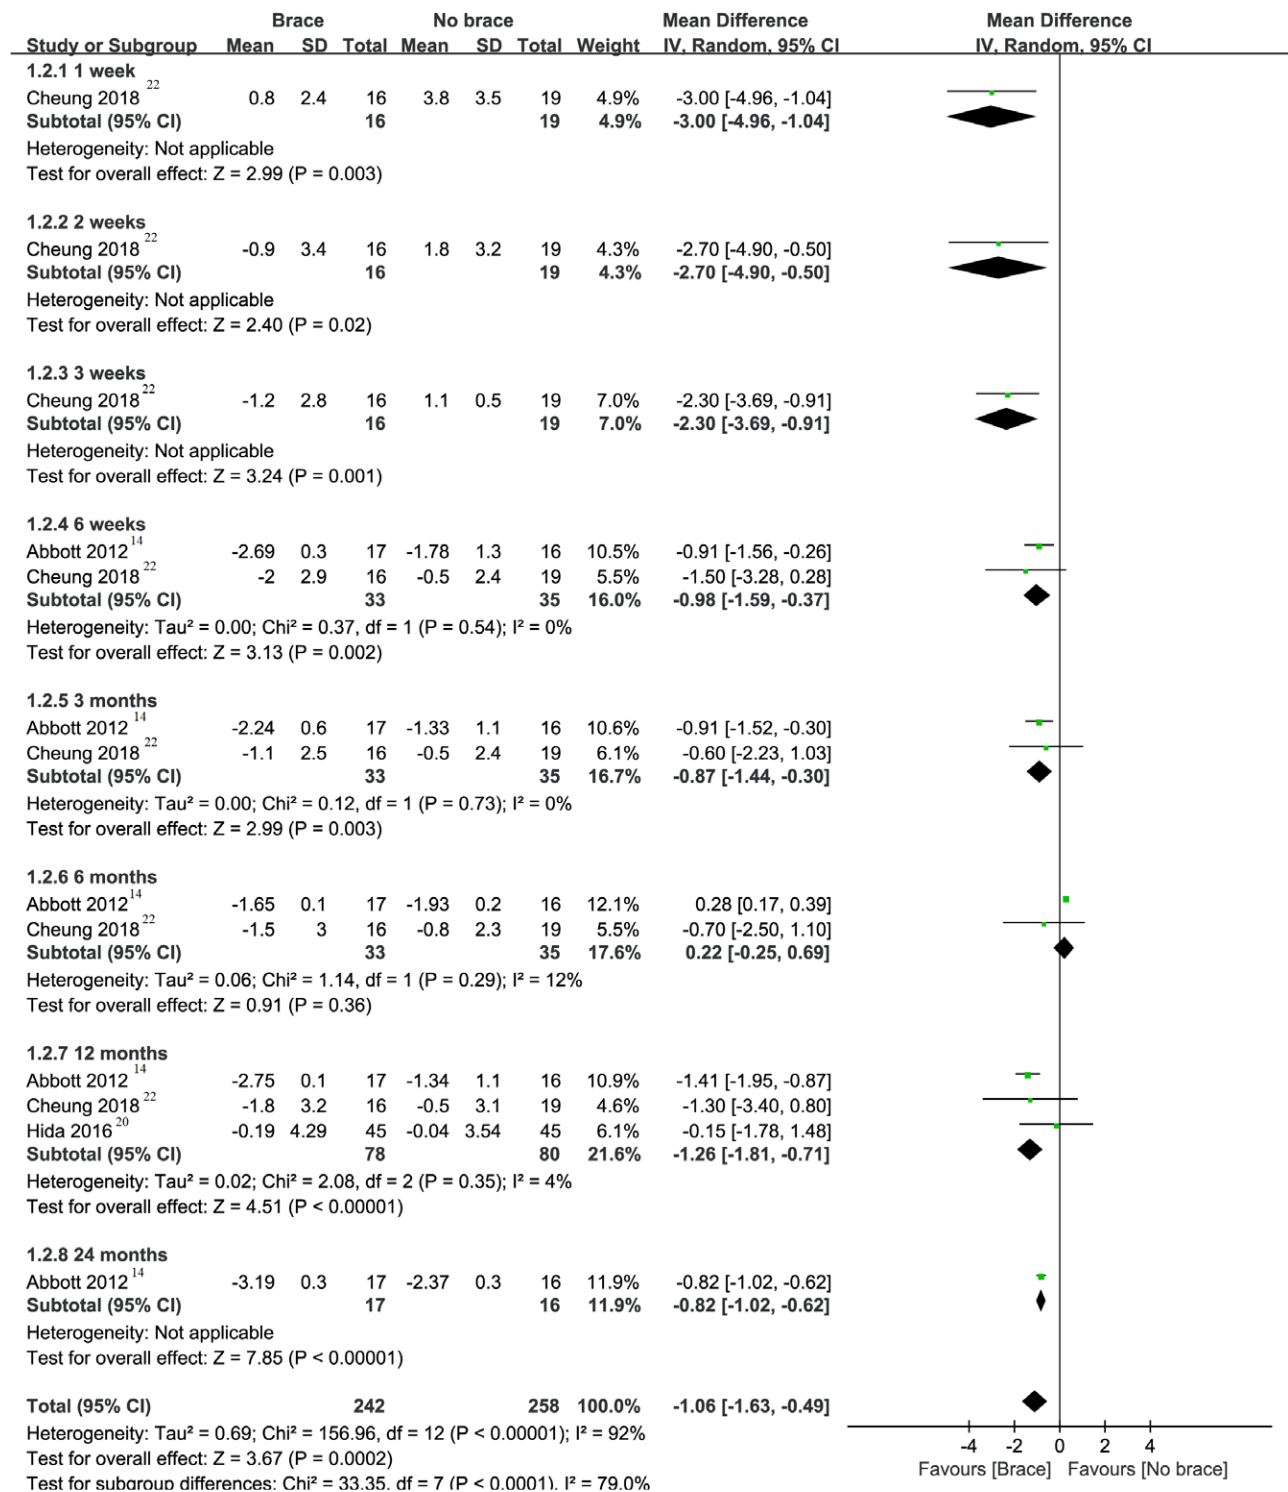 Brace No brace Mean Difference Mean Difference
Study or Subgroup Mean SD Total Mean SD Total Weight IV, Random, 95% CI IV, Random, 95% CI
1.2.1 1 week
Cheung 2018 22 0.8 2.4 16 3.8 3.5 19 4.9% -3.00 [-4.96, -1.04]
Subtotal (95% CI) 16 19 4.9% -3.00 [-4.96, -1.04]
Heterogeneity: Not applicable
Test for overall effect: Z = 2.99 (P = 0.003)
1.2.2 2 weeks
Cheung 2018 22 -0.9 3.4 16 1.8 3.2 19 4.3% -2.70 [-4.90, -0.50]
Subtotal (95% CI) 16 19 4.3% -2.70 [-4.90, -0.50]
Heterogeneity: Not applicable
Test for overall effect: Z = 2.40 (P = 0.02)
1.2.3 3 weeks
Cheung 2018 22 -1.2 2.8 16 1.1 0.5 19 7.0% -2.30 [-3.69, -0.91]
Subtotal (95% CI) 16 19 7.0% -2.30 [-3.69, -0.91]
Heterogeneity: Not applicable
Test for overall effect: Z = 3.24 (P = 0.001)
1.2.4 6 weeks
Abbott 2012 14 -2.69 0.3 17 -1.78 1.3 16 10.5% -0.91 [-1.56, -0.26]
Cheung 2018 22 -2 2.9 16 -0.5 2.4 19 5.5% -1.50 [-3.28, 0.28]
Subtotal (95% CI) 33 35 16.0% -0.98 [-1.59, -0.37]
Heterogeneity: Tau² = 0.00; Chi² = 0.37, df = 1 (P = 0.54); I² = 0%
Test for overall effect: Z = 3.13 (P = 0.002)
1.2.5 3 months
Abbott 2012 14 -2.24 0.6 17 -1.33 1.1 16 10.6% -0.91 [-1.52, -0.30]
Cheung 2018 22 -1.1 2.5 16 -0.5 2.4 19 6.1% -0.60 [-2.23, 1.03]
Subtotal (95% CI) 33 35 16.7% -0.87 [-1.44, -0.30]
Heterogeneity: Tau² = 0.00; Chi² = 0.12, df = 1 (P = 0.73); I² = 0%
Test for overall effect: Z = 2.99 (P = 0.003)
1.2.6 6 months
Abbott 2012 14 -1.65 0.1 17 -1.93 0.2 16 12.1% 0.28 [0.17, 0.39]
Cheung 2018 22 -1.5 3 16 -0.8 2.3 19 5.5% -0.70 [-2.50, 1.10]
Subtotal (95% CI) 33 35 17.6% 0.22 [-0.25, 0.69]
Heterogeneity: Tau² = 0.06; Chi² = 1.14, df = 1 (P = 0.29); I² = 12%
Test for overall effect: Z = 0.91 (P = 0.36)
1.2.7 12 months
Abbott 2012 14 -2.75 0.1 17 -1.34 1.1 16 10.9% -1.41 [-1.95, -0.87]
Cheung 2018 22 -1.8 3.2 16 -0.5 3.1 19 4.6% -1.30 [-3.40, 0.80]
Hida 2016 20 -0.19 4.29 45 -0.04 3.54 45 6.1% -0.15 [-1.78, 1.48]
Subtotal (95% CI) 78 80 21.6% -1.26 [-1.81, -0.71]
Heterogeneity: Tau² = 0.02; Chi² = 2.08, df = 2 (P = 0.35); I² = 4%
Test for overall effect: Z = 4.51 (P < 0.00001)
1.2.8 24 months
Abbott 2012 14 -3.19 0.3 17 -2.37 0.3 16 11.9% -0.82 [-1.02, -0.62]
Subtotal (95% CI) 17 16 11.9% -0.82 [-1.02, -0.62]
Heterogeneity: Not applicable
Test for overall effect: Z = 7.85 (P < 0.00001)
Total (95% CI) 242 258 100.0% -1.06 [-1.63, -0.49]
Heterogeneity: Tau² = 0.69; Chi² = 156.96, df = 12 (P < 0.00001); I² = 92%
Test for overall effect: Z = 3.67 (P = 0.0002)
Test for subgroup differences: Chi² = 33.35, df = 7 (P < 0.0001), I² = 79.0%
-4 -2 0 2 4
Favours [Brace] Favours [No brace]